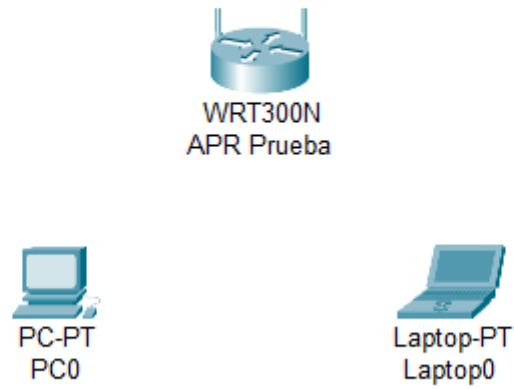 WRT300N
APR Prueba
PC-PT
PC0
Laptop-PT
Laptop0